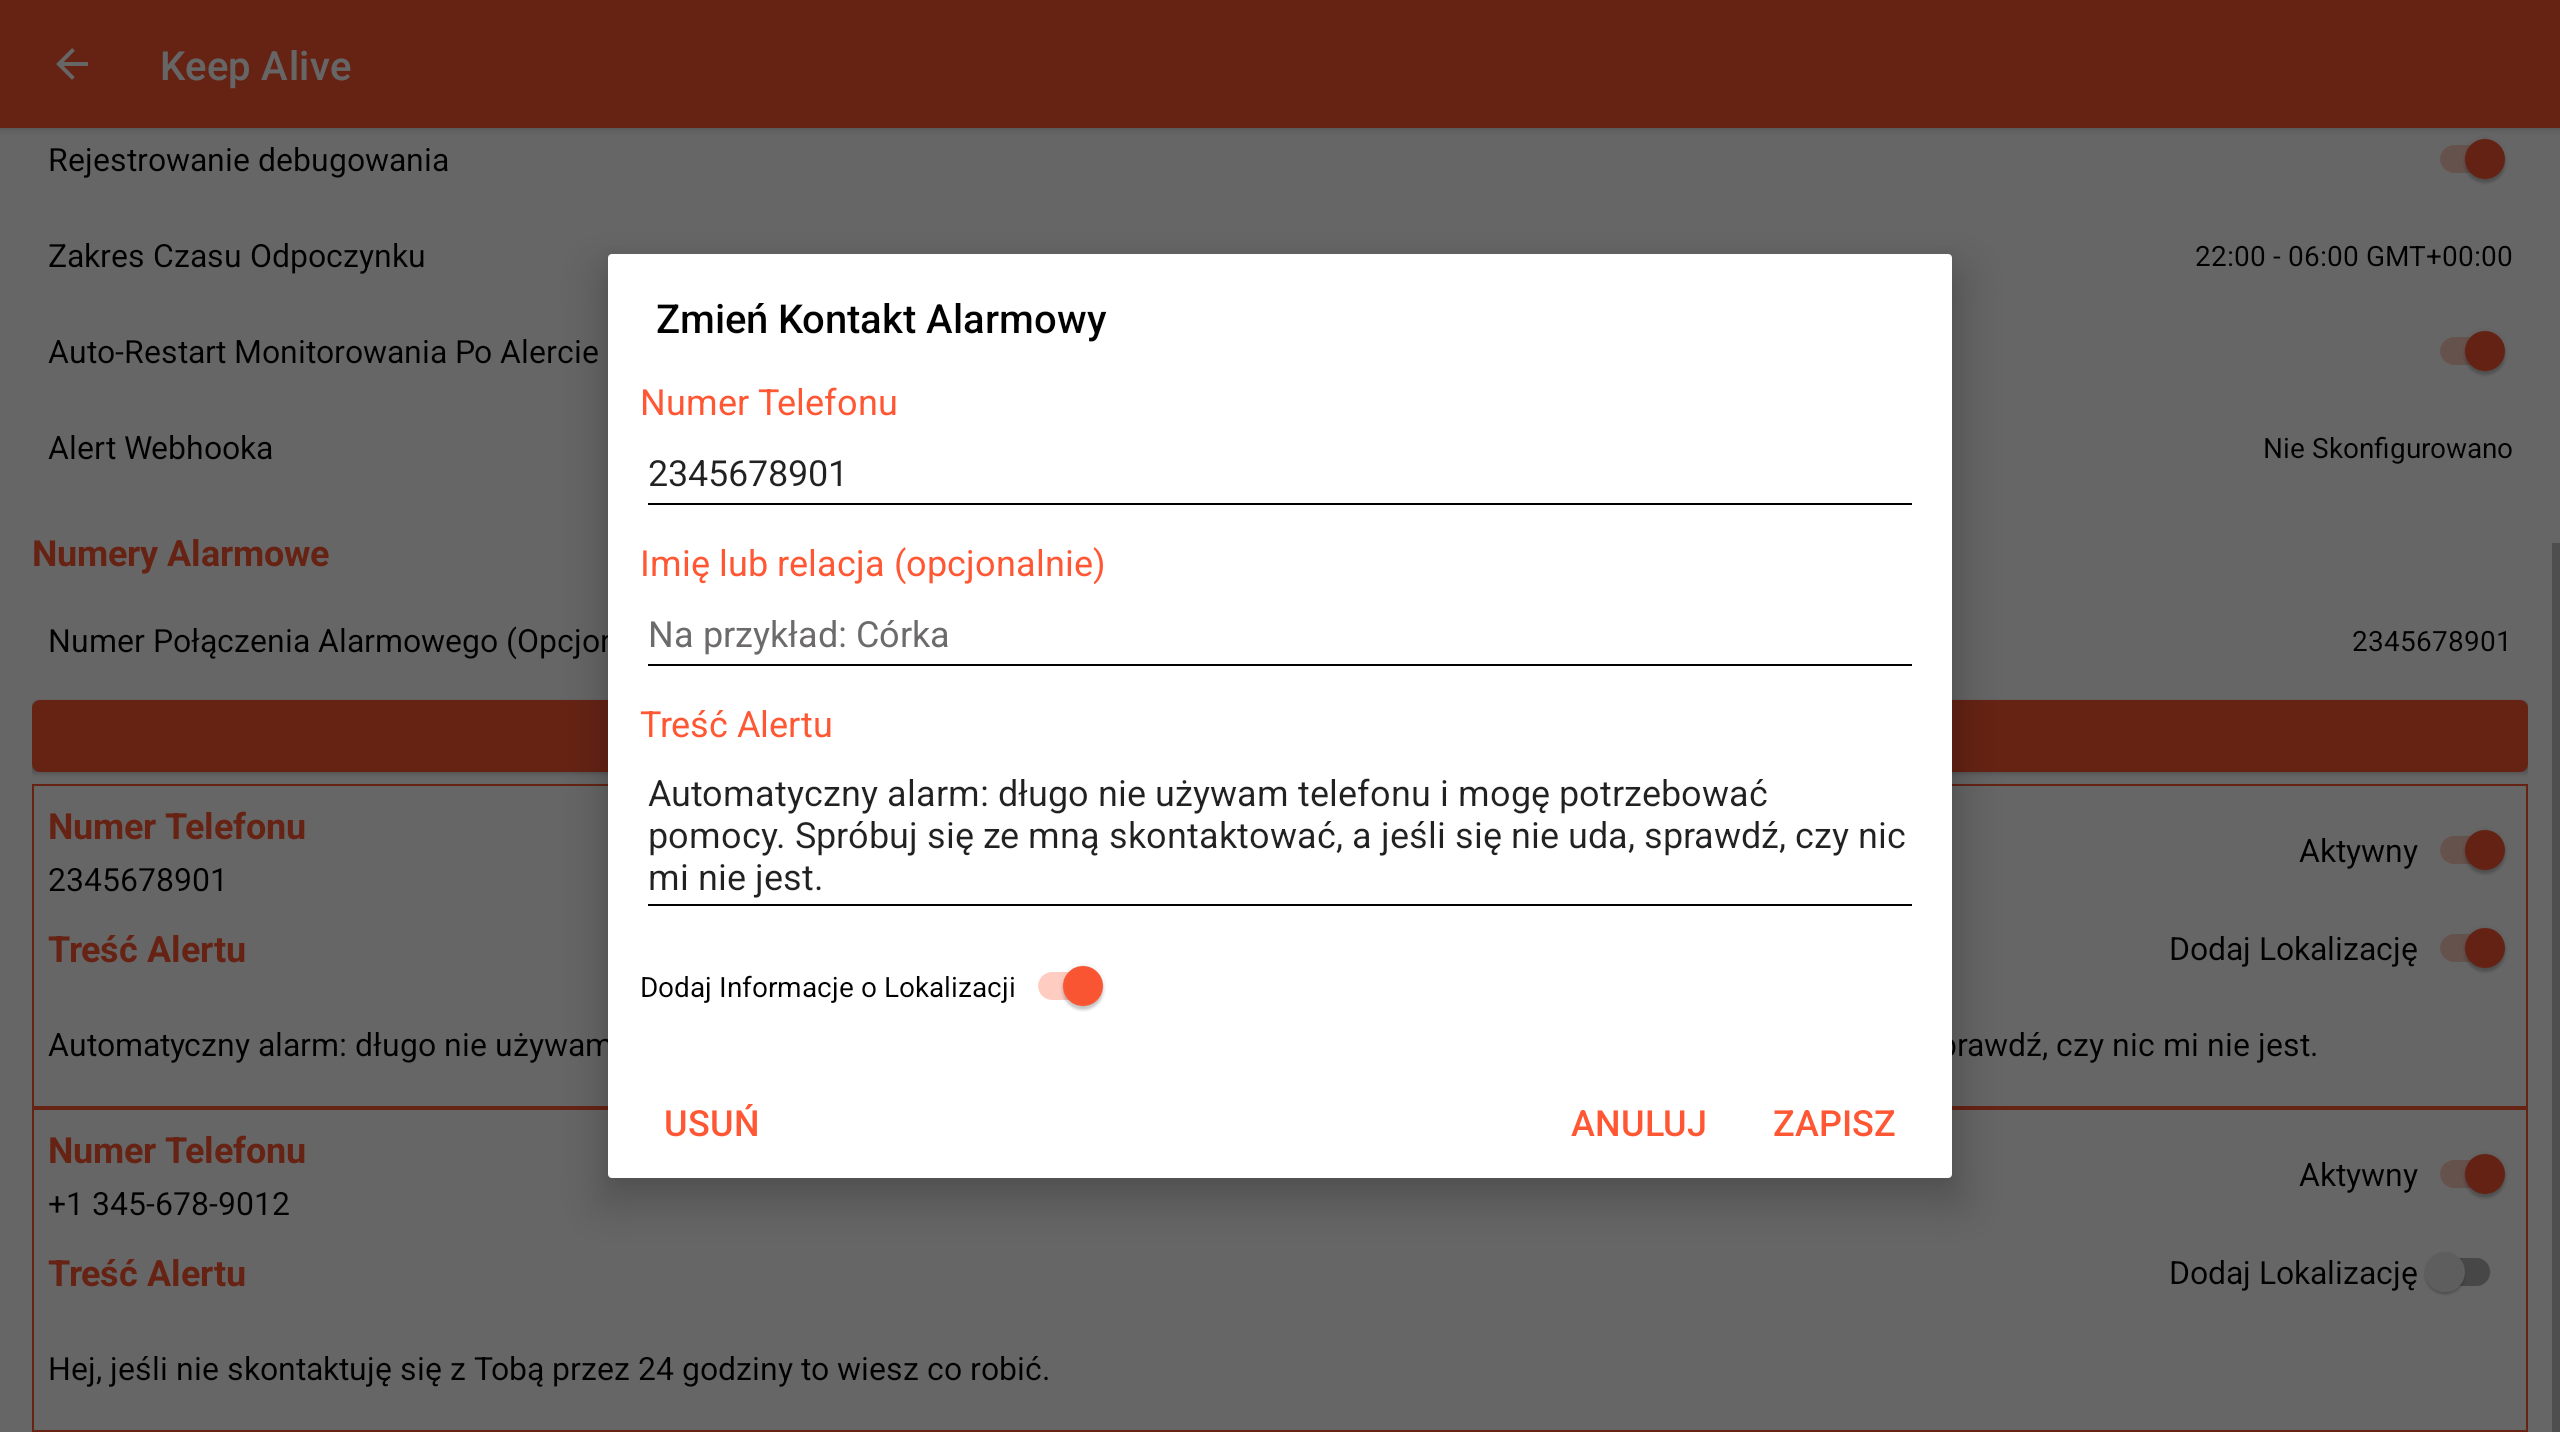 Keep Alive
Rejestrowanie debugowania
Zakres Czasu Odpoczynku
22:00 - 06:00 GMT+00:00
Auto-Restart Monitorowania Po Alercie
Alert Webhooka
Nie Skonfigurowano
Numery Alarmowe
Numer Połączenia Alarmowego
2345678901
Numer Telefonu
2345678901
Aktywny
Treść Alertu
Dodaj Lokalizację
Automatyczny alarm: długo nie używam
czy nic mi nie jest.
Numer Telefonu
+1 345-678-9012
Aktywny
Treść Alertu
Dodaj Lokalizację
Hej, jeśli nie skontaktuję się z Tobą przez 24 godziny to wiesz co robić.
Zmień Kontakt Alarmowy
Numer Telefonu
2345678901
Imię lub relacja (opcjonalnie)
Na przykład: Córka
Treść Alertu
Automatyczny alarm: długo nie używam telefonu i mogę potrzebować
pomocy. Spróbuj się ze mną skontaktować, a jeśli się nie uda, sprawdź, czy nic
mi nie jest.
Dodaj Informacje o Lokalizacji
USUŃ
ANULUJ
ZAPISZ